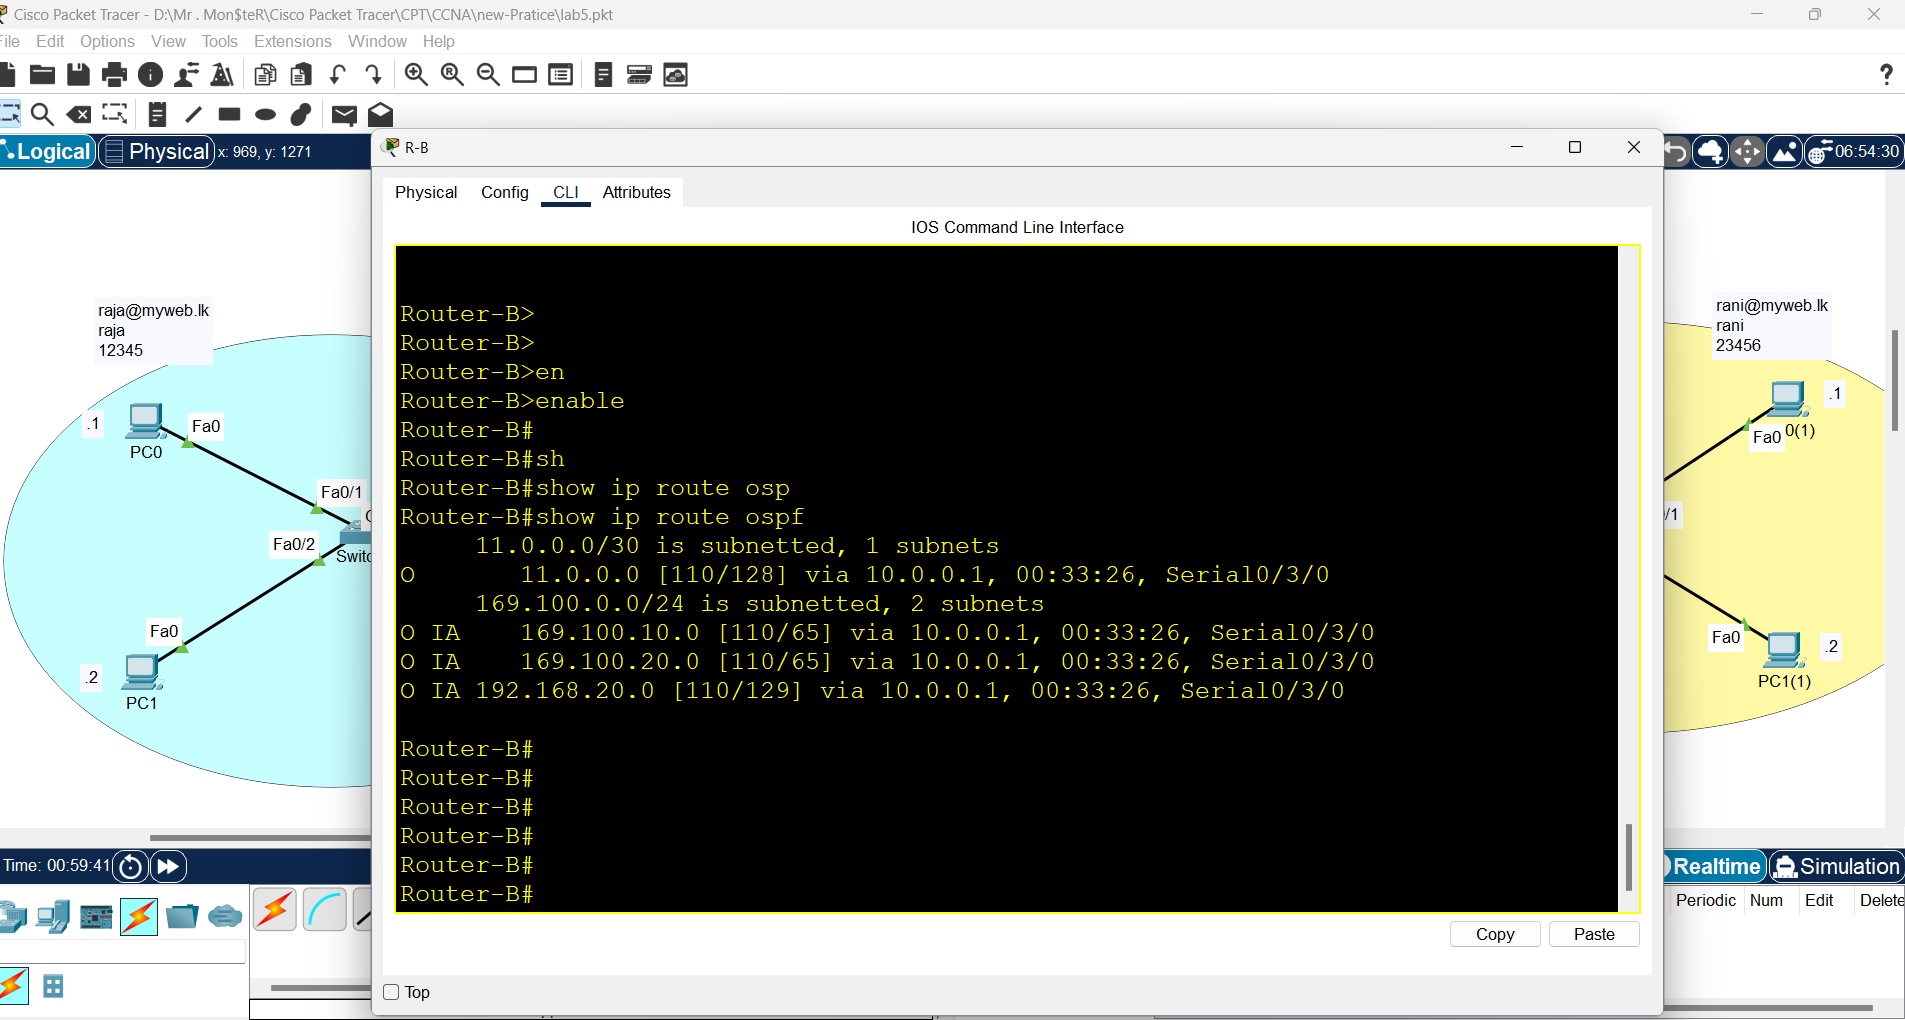 Cisco Packet Tracer - D:\Mr . Mon$teR\Cisco Packet Tracer\CPT\CCNA\new-Pratice\lab5.pkt
File Edit Options View Tools Extensions Window Help
Logical Physical x: 969, y: 1271
06:54:30
R-B
Physical Config CLI Attributes
IOS Command Line Interface
Router-B>
Router-B>
Router-B>en
Router-B>enable
Router-B#
Router-B#sh
Router-B#show ip route osp
Router-B#show ip route ospf
11.0.0.0/30 is subnetted, 1 subnets
O 11.0.0.0 [110/128] via 10.0.0.1, 00:33:26, Serial0/3/0
169.100.0.0/24 is subnetted, 2 subnets
O IA 169.100.10.0 [110/65] via 10.0.0.1, 00:33:26, Serial0/3/0
O IA 169.100.20.0 [110/65] via 10.0.0.1, 00:33:26, Serial0/3/0
O IA 192.168.20.0 [110/129] via 10.0.0.1, 00:33:26, Serial0/3/0
Router-B#
Router-B#
Router-B#
Router-B#
Router-B#
Router-B#
Copy Paste
Top
raja@myweb.lk
raja
12345
.1
Fa0
PC0
Fa0/1
Fa0/2
Switc
Fa0
.2
PC1
rani@myweb.lk
rani
23456
.1
Fa0
0(1)
/1
Fa0
.2
PC1(1)
Time: 00:59:41
Realtime Simulation
Periodic Num Edit Delete